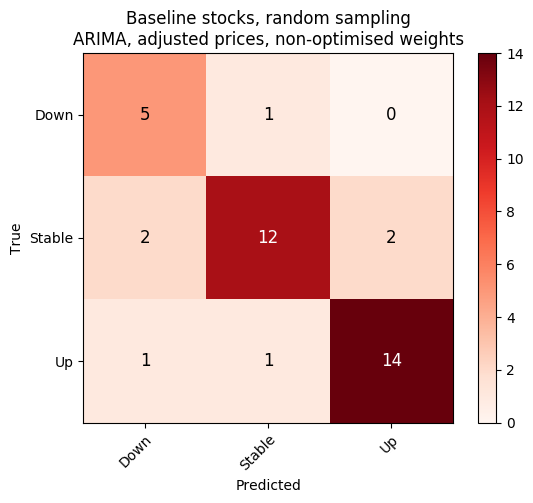 Baseline stocks, random sampling
ARIMA, adjusted prices, non-optimised weights
Down 5 1 0
Stable 2 12 2
Up 1 1 14
Down Stable Up
True
Predicted
14
12
10
8
6
4
2
0